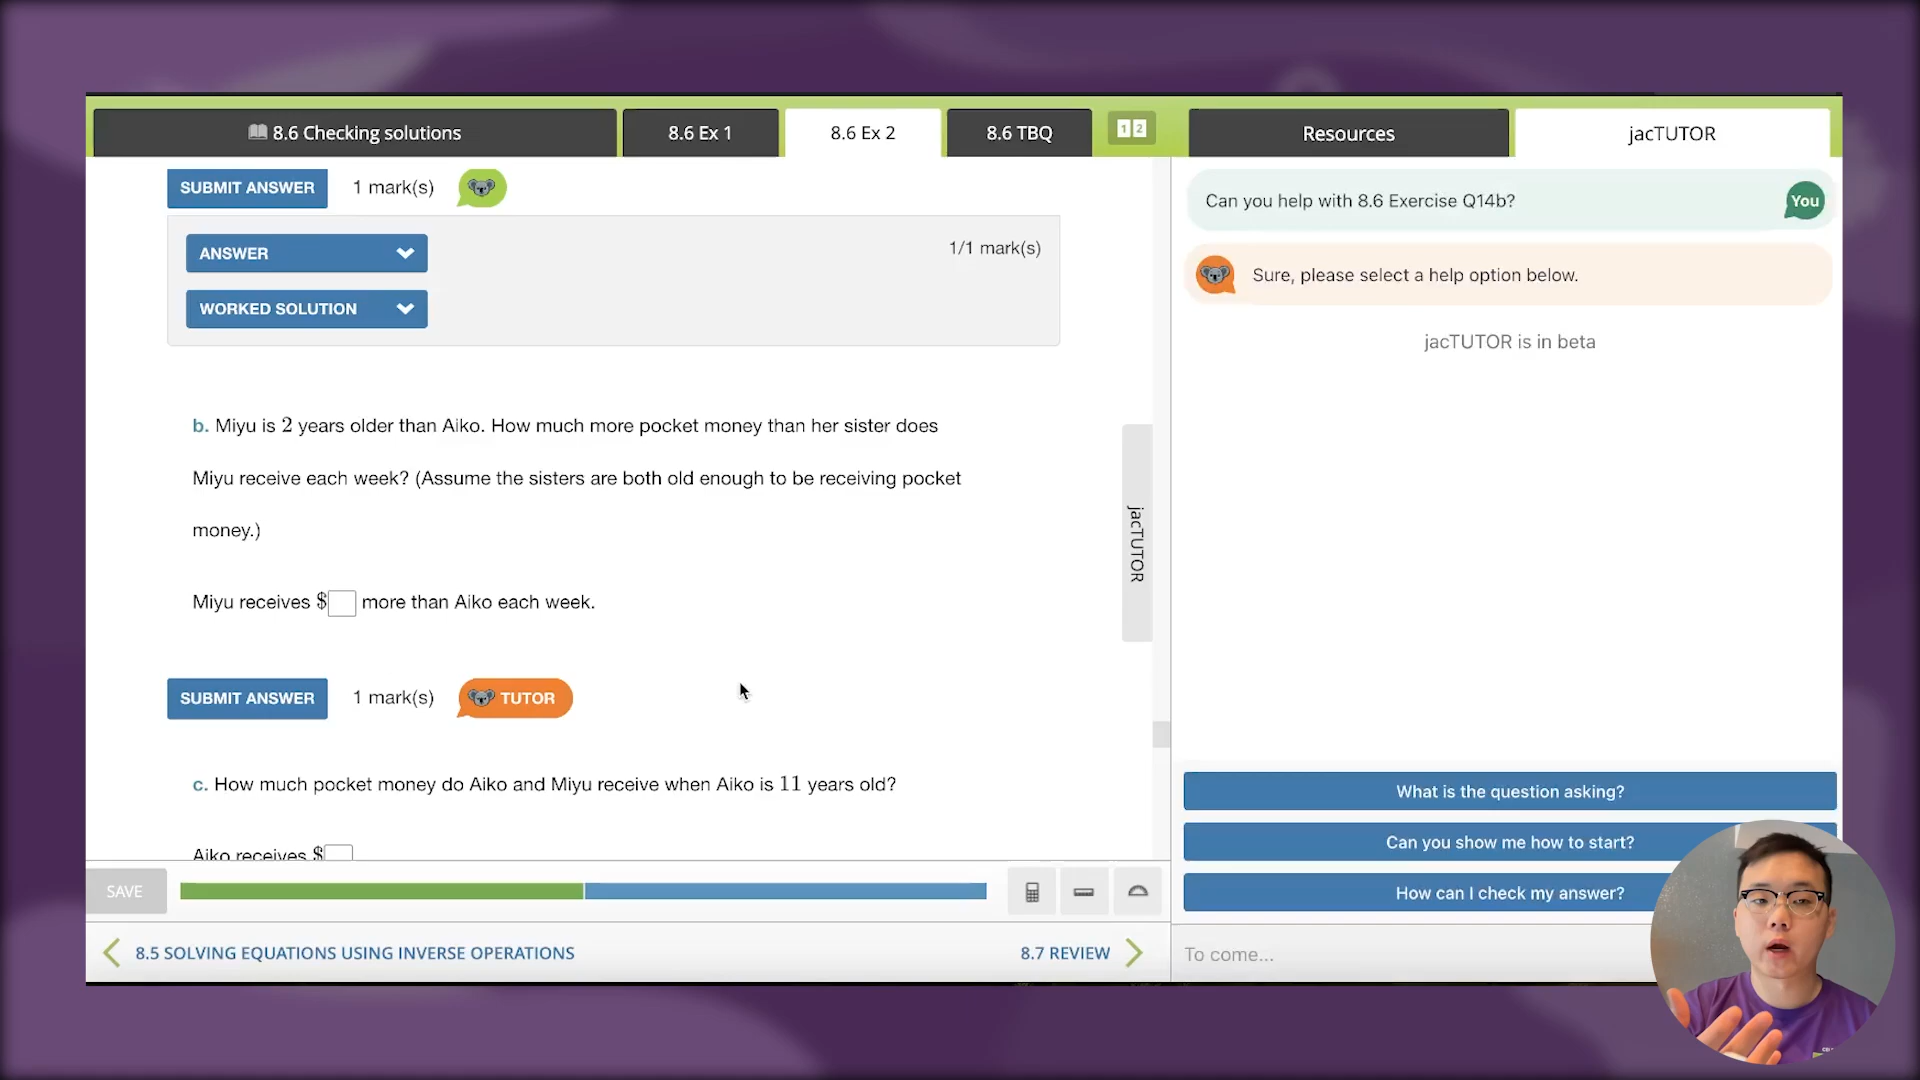 8.6 Checking solutions
8.6 Ex 1
8.6 Ex 2
8.6 TBQ
1 2
Resources
jacTUTOR
SUBMIT ANSWER
1 mark(s)
ANSWER
1/1 mark(s)
WORKED SOLUTION
b. Miyu is 2 years older than Aiko. How much more pocket money than her sister does
Miyu receive each week? (Assume the sisters are both old enough to be receiving pocket
money.)
Miyu receives $ more than Aiko each week.
SUBMIT ANSWER
1 mark(s)
TUTOR
c. How much pocket money do Aiko and Miyu receive when Aiko is 11 years old?
Aiko receives $
SAVE
8.5 SOLVING EQUATIONS USING INVERSE OPERATIONS
8.7 REVIEW
jacTUTOR
Can you help with 8.6 Exercise Q14b?
You
Sure, please select a help option below.
jacTUTOR is in beta
What is the question asking?
Can you show me how to start?
How can I check my answer?
To come...